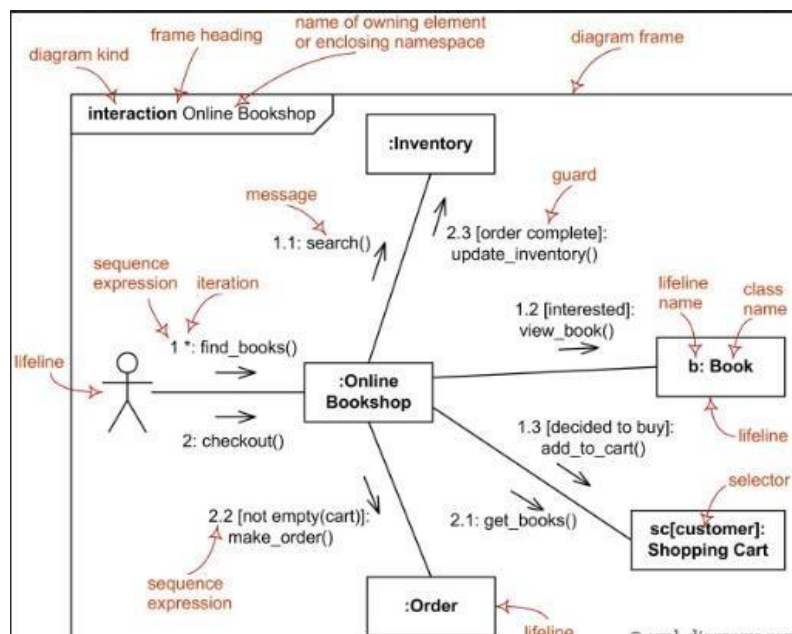 name of owning element
or enclosing namespace
frame heading
diagram kind
diagram frame
interaction Online Bookshop
:Inventory
message
guard
1.1: search()
2.3 [order complete]:
update_inventory()
sequence
expression
iteration
lifeline
name
class
name
1.2 [interested]:
view_book()
1 *: find_books()
lifeline
:Online
Bookshop
b: Book
2: checkout()
1.3 [decided to buy]:
add_to_cart()
lifeline
selector
2.2 [not empty(cart)]:
make_order()
2.1: get_books()
sc[customer]:
Shopping Cart
sequence
expression
:Order
lifeline